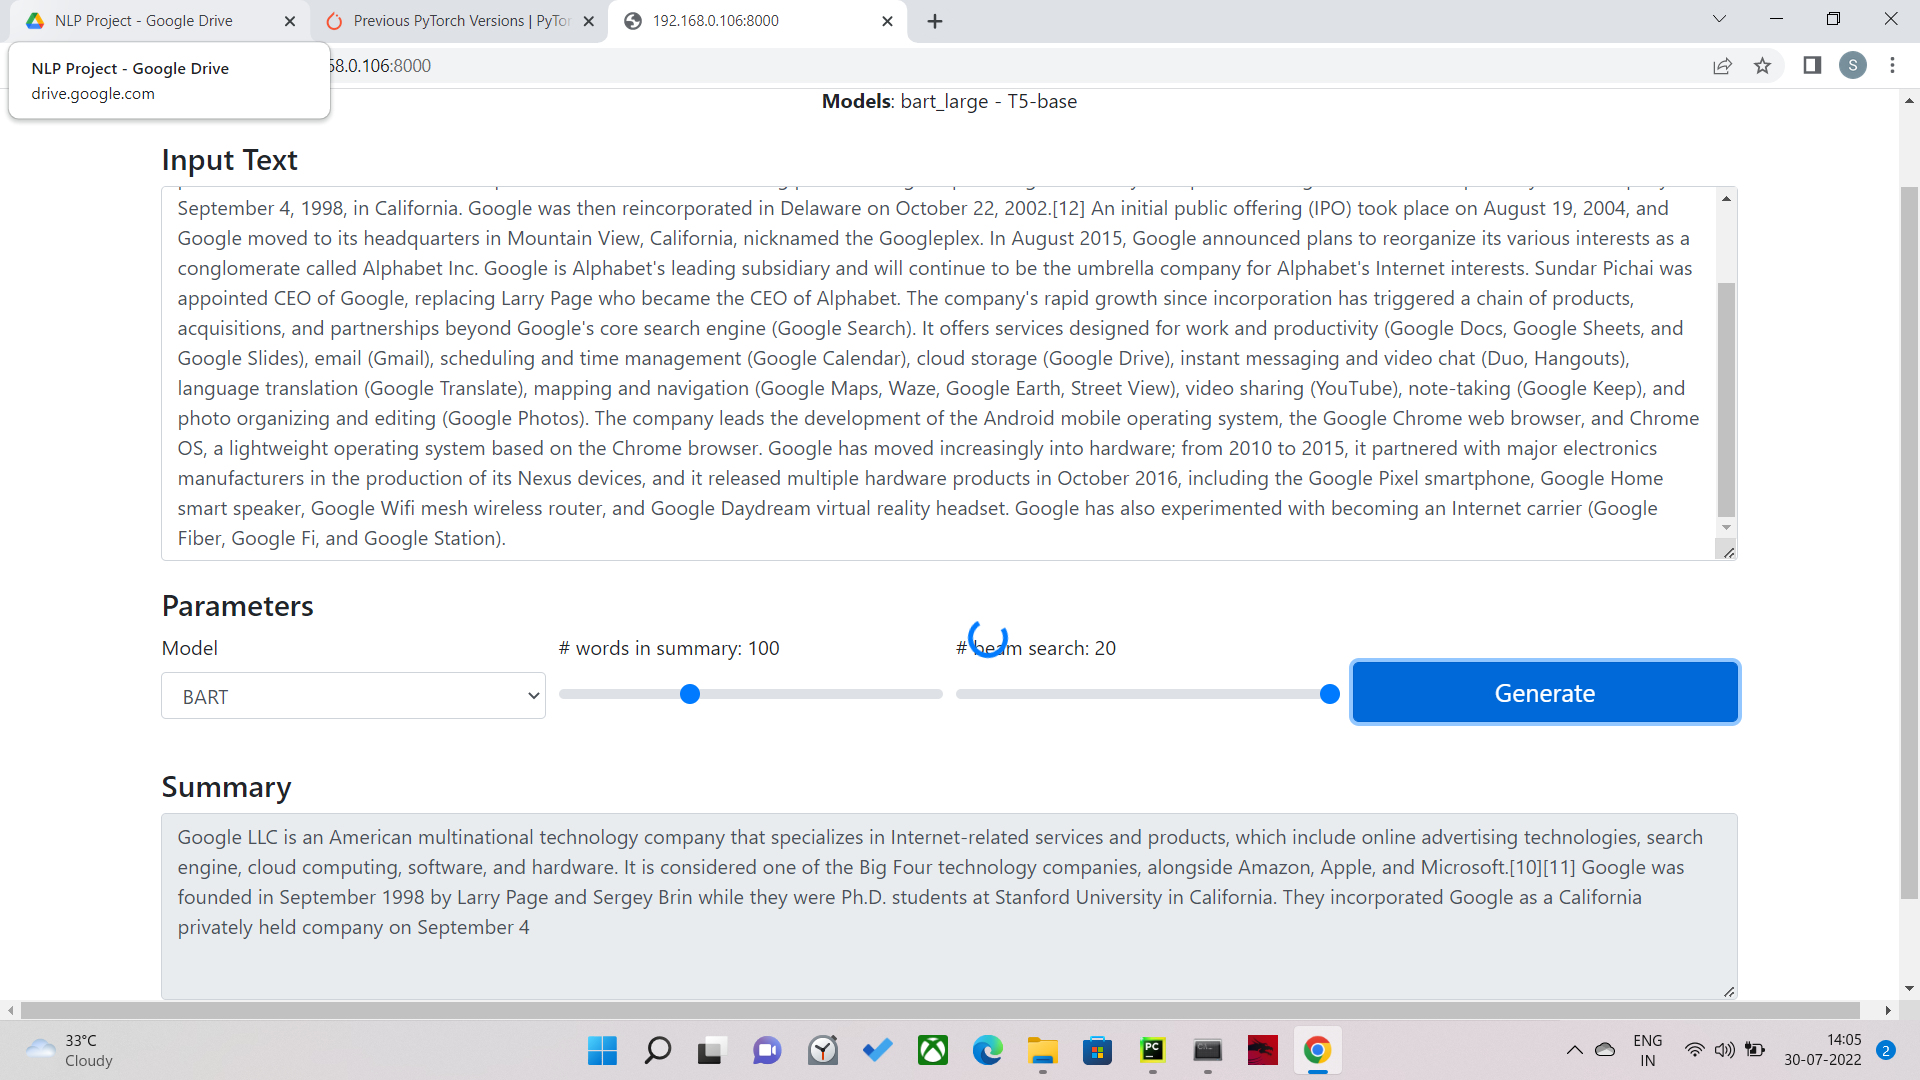 NLP Project - Google Drive
Previous PyTorch Versions | PyTor
192.168.0.106:8000
NLP Project - Google Drive
drive.google.com
68.0.106:8000
S
Models: bart_large - T5-base
Input Text
September 4, 1998, in California. Google was then reincorporated in Delaware on October 22, 2002.[12] An initial public offering (IPO) took place on August 19, 2004, and
Google moved to its headquarters in Mountain View, California, nicknamed the Googleplex. In August 2015, Google announced plans to reorganize its various interests as a
conglomerate called Alphabet Inc. Google is Alphabet's leading subsidiary and will continue to be the umbrella company for Alphabet's Internet interests. Sundar Pichai was
appointed CEO of Google, replacing Larry Page who became the CEO of Alphabet. The company's rapid growth since incorporation has triggered a chain of products,
acquisitions, and partnerships beyond Google's core search engine (Google Search). It offers services designed for work and productivity (Google Docs, Google Sheets, and
Google Slides), email (Gmail), scheduling and time management (Google Calendar), cloud storage (Google Drive), instant messaging and video chat (Duo, Hangouts),
language translation (Google Translate), mapping and navigation (Google Maps, Waze, Google Earth, Street View), video sharing (YouTube), note-taking (Google Keep), and
photo organizing and editing (Google Photos). The company leads the development of the Android mobile operating system, the Google Chrome web browser, and Chrome
OS, a lightweight operating system based on the Chrome browser. Google has moved increasingly into hardware; from 2010 to 2015, it partnered with major electronics
manufacturers in the production of its Nexus devices, and it released multiple hardware products in October 2016, including the Google Pixel smartphone, Google Home
smart speaker, Google Wifi mesh wireless router, and Google Daydream virtual reality headset. Google has also experimented with becoming an Internet carrier (Google
Fiber, Google Fi, and Google Station).
Parameters
Model
# words in summary: 100
# beam search: 20
BART
Generate
Summary
Google LLC is an American multinational technology company that specializes in Internet-related services and products, which include online advertising technologies, search
engine, cloud computing, software, and hardware. It is considered one of the Big Four technology companies, alongside Amazon, Apple, and Microsoft.[10][11] Google was
founded in September 1998 by Larry Page and Sergey Brin while they were Ph.D. students at Stanford University in California. They incorporated Google as a California
privately held company on September 4
33°C
Cloudy
PC
ENG
IN
14:05
30-07-2022
2